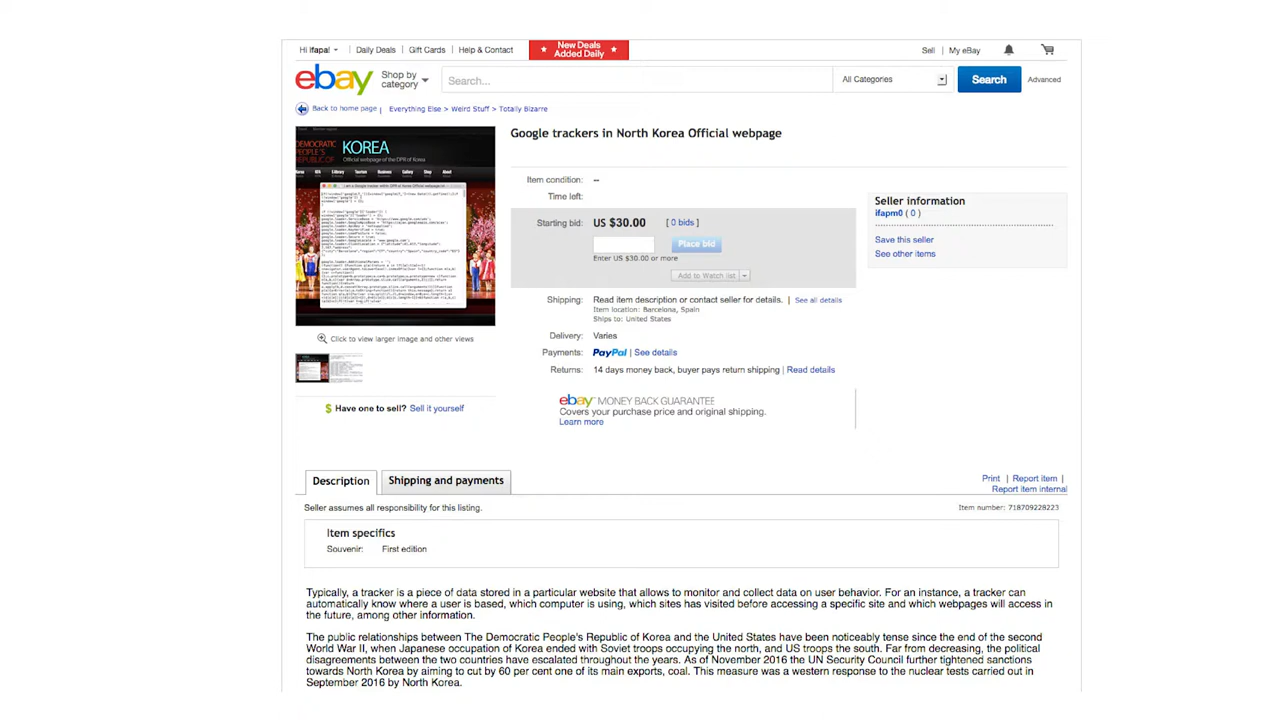 Hi ifapa!
Daily Deals
Gift Cards
Help & Contact
New Deals
Added Daily
Sell
My eBay
ebay
Shop by
category
Search...
All Categories
Search
Advanced
Back to home page |
Everything Else > Weird Stuff > Totally Bizarre
DEMOCRATIC
PEOPLE'S
REPUBLIC OF
KOREA
Official webpage of the DPR of Korea
Google trackers in North Korea Official webpage
Item condition: --
Time left:
Starting bid: US $30.00 [ 0 bids ]
Place bid
Enter US $30.00 or more
Add to Watch list
Seller information
ifapm0 ( 0 )
Save this seller
See other items
Shipping: Read item description or contact seller for details. | See all details
Item location: Barcelona, Spain
Ships to: United States
Delivery: Varies
Payments: PayPal | See details
Returns: 14 days money back, buyer pays return shipping | Read details
Click to view larger image and other views
ebay MONEY BACK GUARANTEE
Covers your purchase price and original shipping.
Learn more
$ Have one to sell? Sell it yourself
Description
Shipping and payments
Print | Report item |
Report item internal
Seller assumes all responsibility for this listing.
Item number: 718709228223
Item specifics
Souvenir: First edition
Typically, a tracker is a piece of data stored in a particular website that allows to monitor and collect data on user behavior. For an instance, a tracker can
automatically know where a user is based, which computer is using, which sites has visited before accessing a specific site and which webpages will access in
the future, among other information.
The public relationships between The Democratic People's Republic of Korea and the United States have been noticeably tense since the end of the second
World War II, when Japanese occupation of Korea ended with Soviet troops occupying the north, and US troops the south. Far from decreasing, the political
disagreements between the two countries have escalated throughout the years. As of November 2016 the UN Security Council further tightened sanctions
towards North Korea by aiming to cut by 60 per cent one of its main exports, coal. This measure was a western response to the nuclear tests carried out in
September 2016 by North Korea.